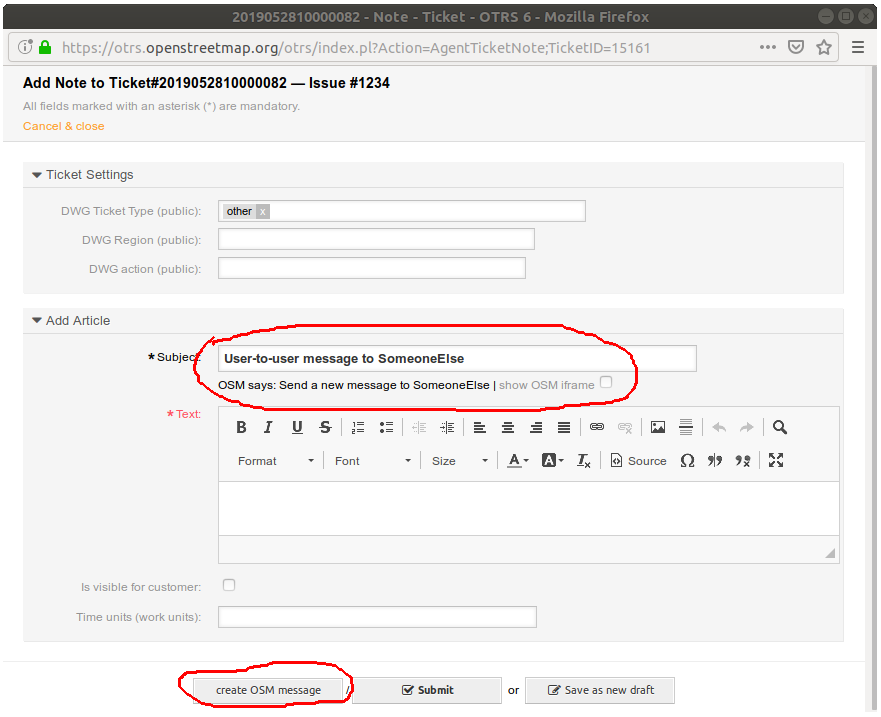 2019052810000082 - Note - Ticket - OTRS 6 - Mozilla Firefox
https://otrs.openstreetmap.org/otrs/index.pl?Action=AgentTicketNote;TicketID=15161
Add Note to Ticket#2019052810000082 — Issue #1234
All fields marked with an asterisk (*) are mandatory.
Cancel & close
Ticket Settings
DWG Ticket Type (public): other x
DWG Region (public):
DWG action (public):
Add Article
* Subject: User-to-user message to SomeoneElse
OSM says: Send a new message to SomeoneElse | show OSM iframe
* Text:
B I U S
Format Font Size A A Tx Source Ω
Is visible for customer:
Time units (work units):
create OSM message / Submit or Save as new draft